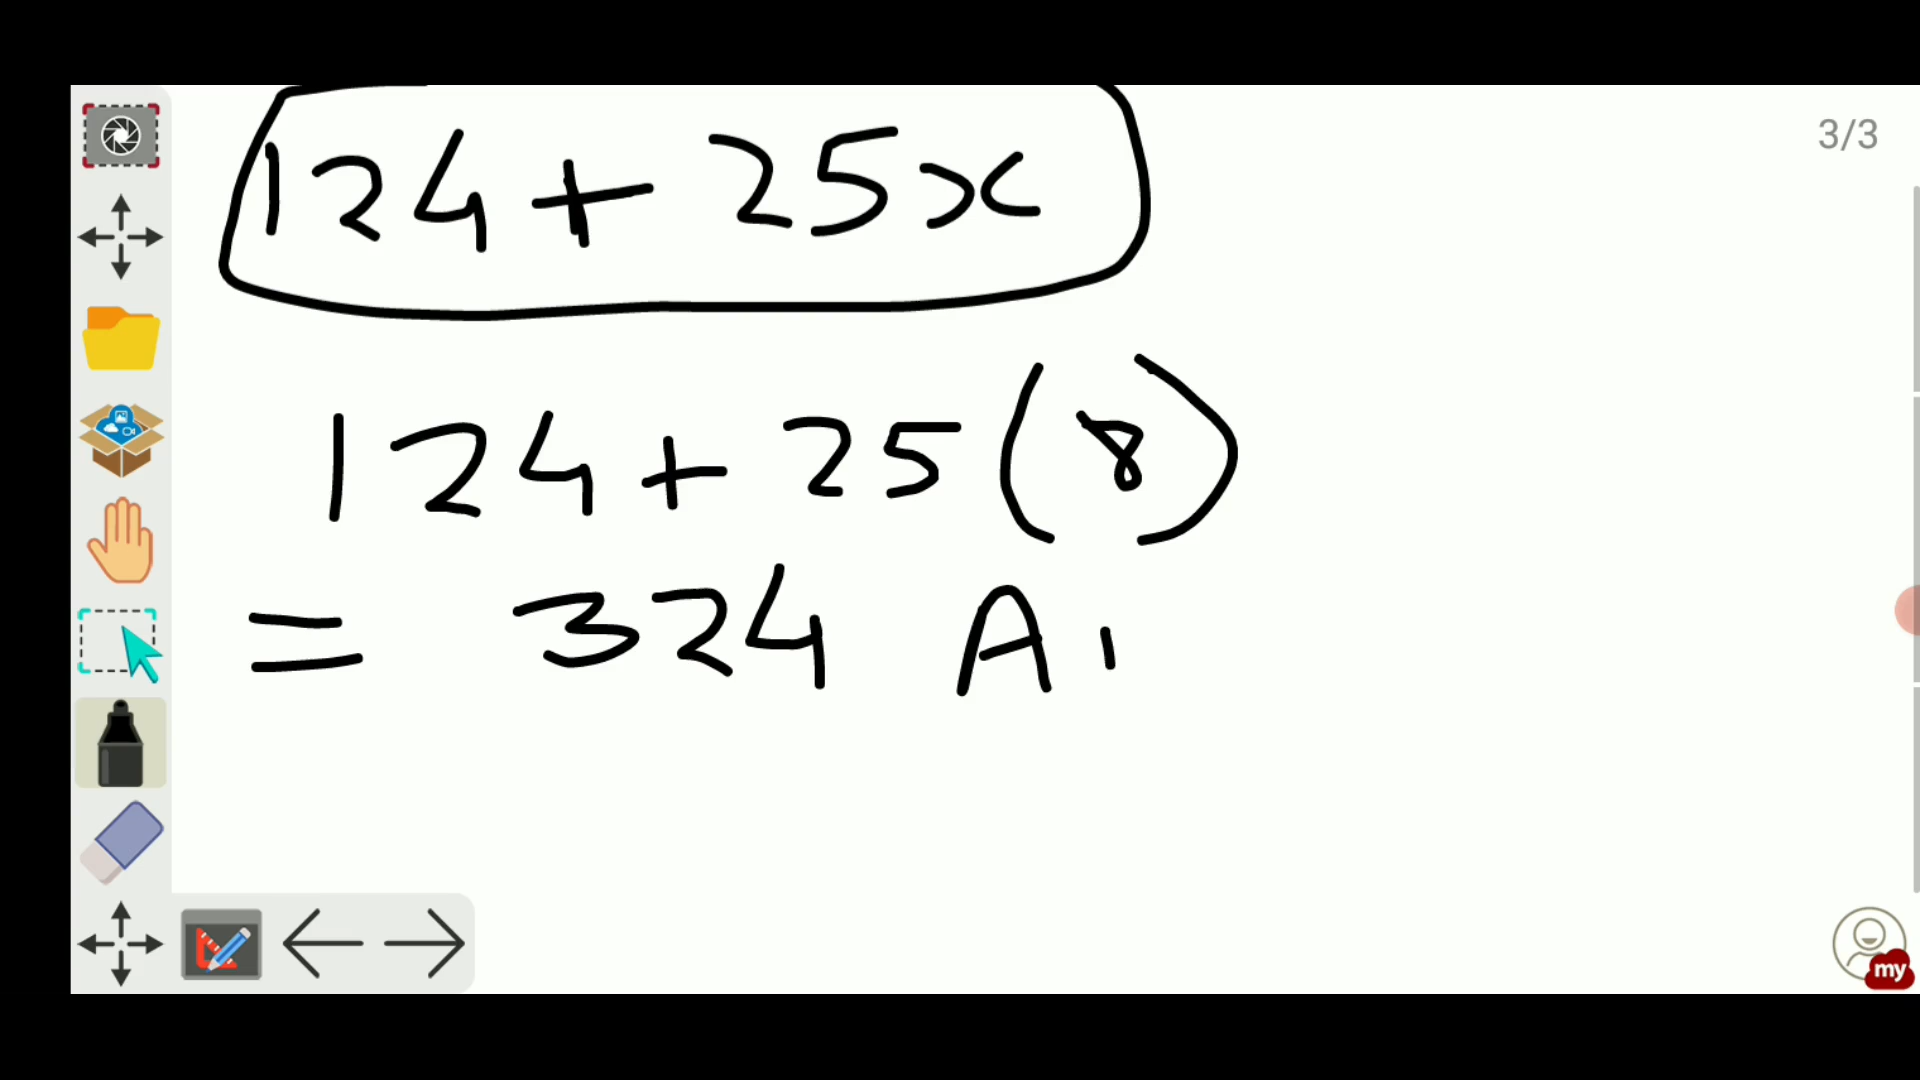 3/3
124 + 25x
124 + 25(8)
= 324 A
my